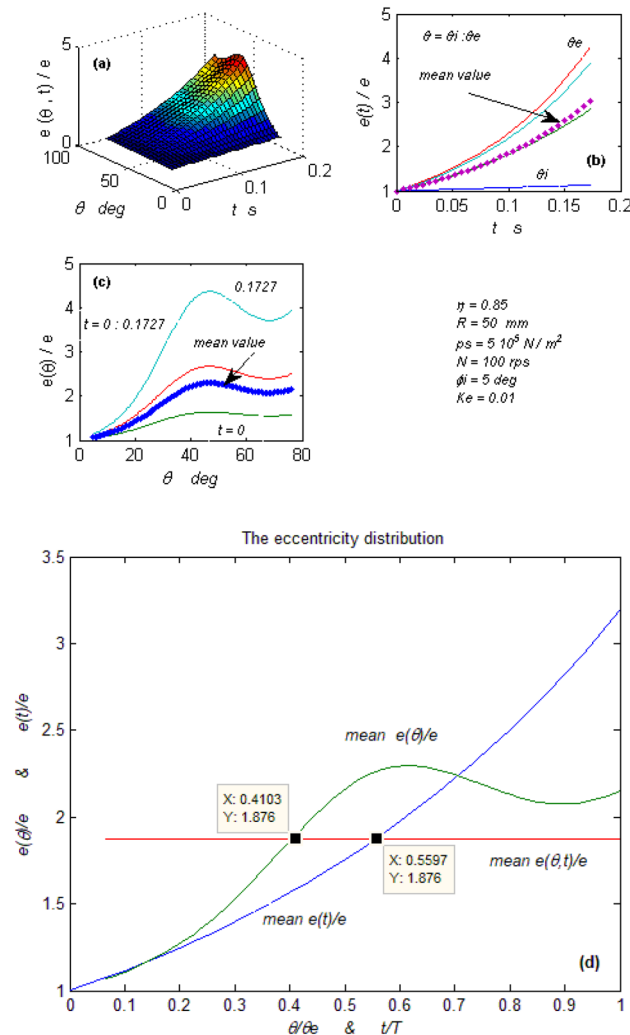 (a)
e (θ, t) / e
5
0
100
50
0
0
0.1
0.2
θ deg
t s
(b)
e(t) / e
5
4
3
2
1
0
0.05
0.1
0.15
0.2
t s
θ = θi :θe
θe
mean value
θi
(c)
e(θ) / e
5
4
3
2
1
0
20
40
60
80
θ deg
0.1727
t = 0 : 0.1727
mean value
t = 0
η = 0.85
R = 50 mm
ps = 5 10⁵ N / m²
N = 100 rps
ϕi = 5 deg
Ke = 0.01
The eccentricity distribution
3.5
3
2.5
2
1.5
1
e(θ)/e & e(t)/e
mean e(θ)/e
X: 0.4103
Y: 1.876
X: 0.5597
Y: 1.876
mean e(θ,t)/e
mean e(t)/e
(d)
0 0.1 0.2 0.3 0.4 0.5 0.6 0.7 0.8 0.9 1
θ/θe & t/T